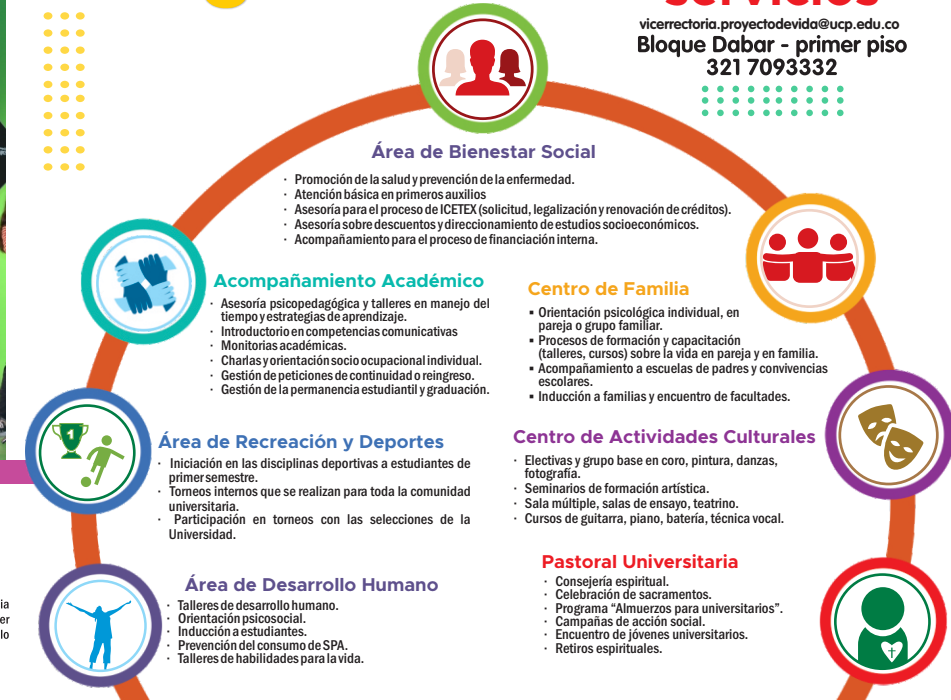 servicios
vicerrectoria.proyectodevida@ucp.edu.co
Bloque Dabar - primer piso
321 7093332
Área de Bienestar Social
· Promoción de la salud y prevención de la enfermedad.
· Atención básica en primeros auxilios
· Asesoría para el proceso de ICETEX (solicitud, legalización y renovación de créditos).
· Asesoría sobre descuentos y direccionamiento de estudios socioeconómicos.
· Acompañamiento para el proceso de financiación interna.
Acompañamiento Académico
· Asesoría psicopedagógica y talleres en manejo del
tiempo y estrategias de aprendizaje.
· Introductorio en competencias comunicativas
· Monitorias académicas.
· Charlas y orientación socio ocupacional individual.
· Gestión de peticiones de continuidad o reingreso.
· Gestión de la permanencia estudiantil y graduación.
Centro de Familia
▪ Orientación psicológica individual, en
pareja o grupo familiar.
▪ Procesos de formación y capacitación
(talleres, cursos) sobre la vida en pareja y en familia.
▪ Acompañamiento a escuelas de padres y convivencias
escolares.
▪ Inducción a familias y encuentro de facultades.
1
Área de Recreación y Deportes
· Iniciación en las disciplinas deportivas a estudiantes de
primer semestre.
· Torneos internos que se realizan para toda la comunidad
universitaria.
· Participación en torneos con las selecciones de la
Universidad.
Centro de Actividades Culturales
· Electivas y grupo base en coro, pintura, danzas,
fotografía.
· Seminarios de formación artística.
· Sala múltiple, salas de ensayo, teatrino.
· Cursos de guitarra, piano, batería, técnica vocal.
Área de Desarrollo Humano
· Talleres de desarrollo humano.
· Orientación psicosocial.
· Inducción a estudiantes.
· Prevención del consumo de SPA.
· Talleres de habilidades para la vida.
Pastoral Universitaria
· Consejería espiritual.
· Celebración de sacramentos.
· Programa “Almuerzos para universitarios”.
· Campañas de acción social.
· Encuentro de jóvenes universitarios.
· Retiros espirituales.
ia
er
lo